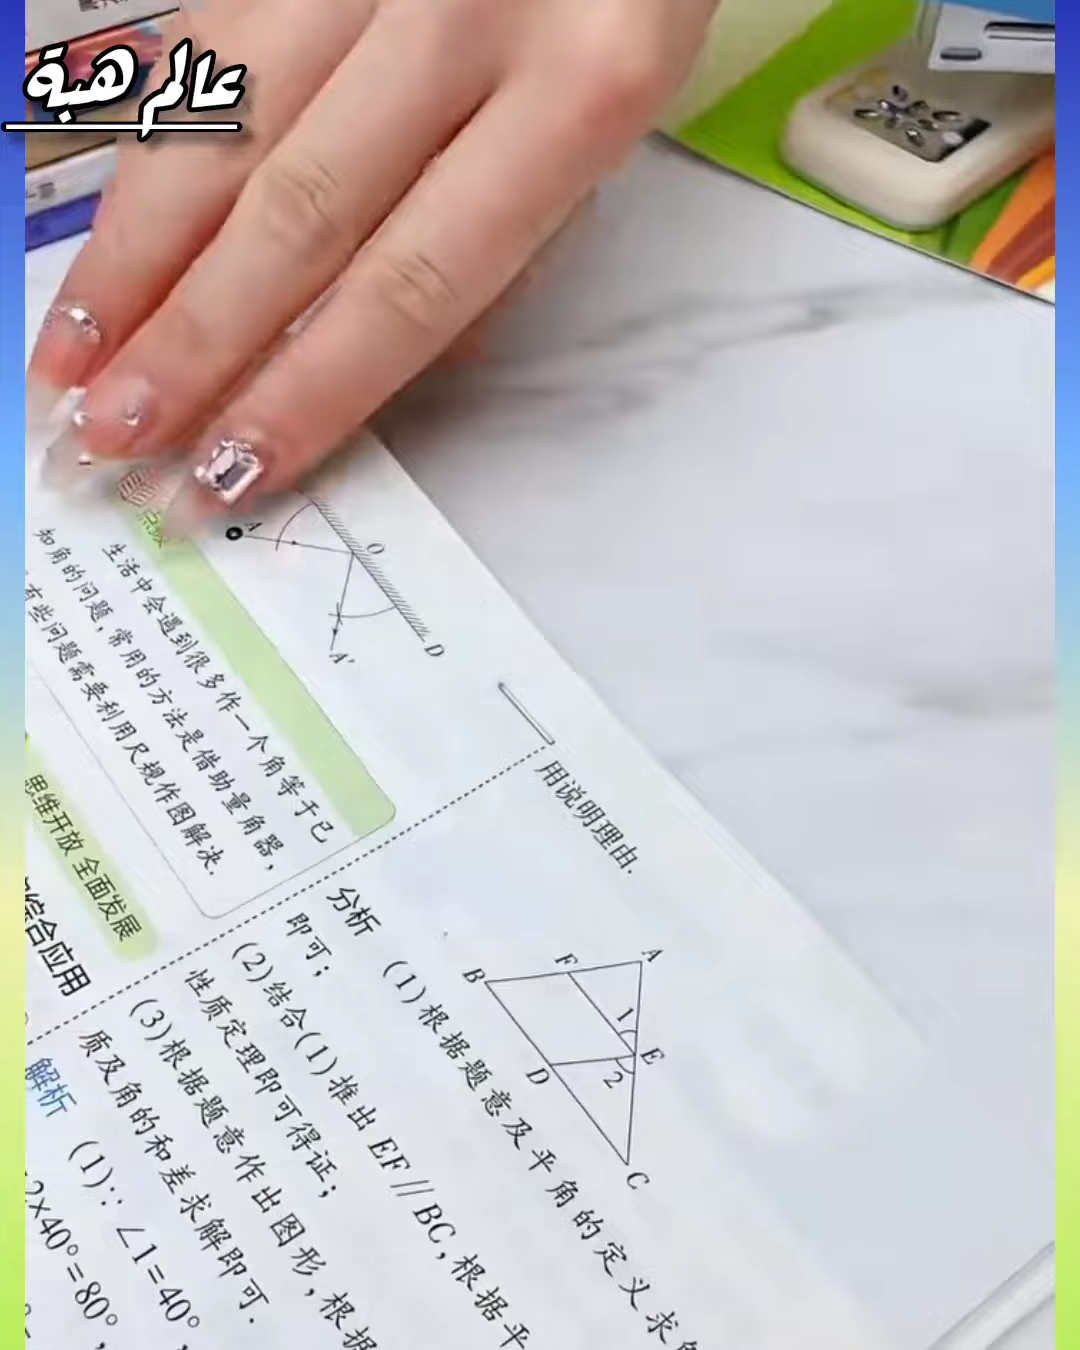 عالم هبة
点拨
生活中会遇到很多作一个角等于已
知角的问题，常用的方法是借助量角器，
有些问题需要利用尺规作图解决.
A
O
D
A'
思维开放 全面发展
综合应用
用说明理由.
A
F
B
1
E
2
D
C
分析 (1)根据题意及平角的定义求
即可；
(2)结合(1)推出 EF∥BC，根据平
性质定理即可得证；
(3)根据题意作出图形，根据
质及角的和差求解即可.
解析 (1)∵ ∠1=40°，
2×40°=80°，